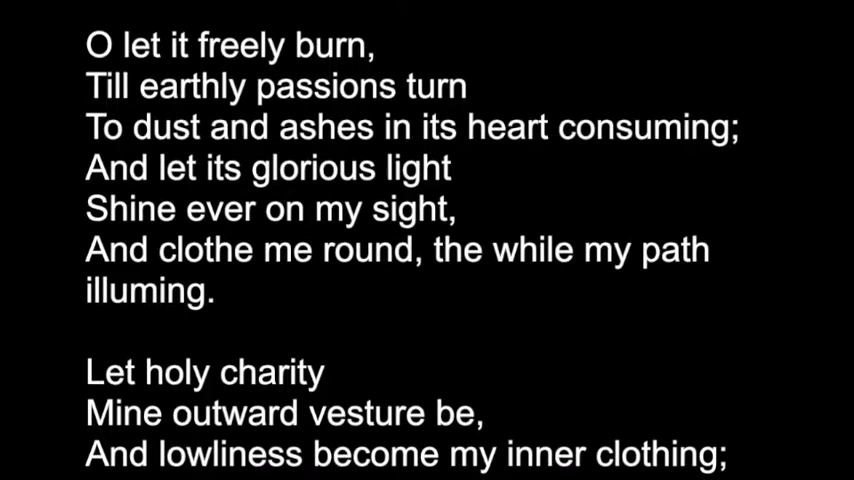 O let it freely burn,
Till earthly passions turn
To dust and ashes in its heart consuming;
And let its glorious light
Shine ever on my sight,
And clothe me round, the while my path
illuming.
Let holy charity
Mine outward vesture be,
And lowliness become my inner clothing;